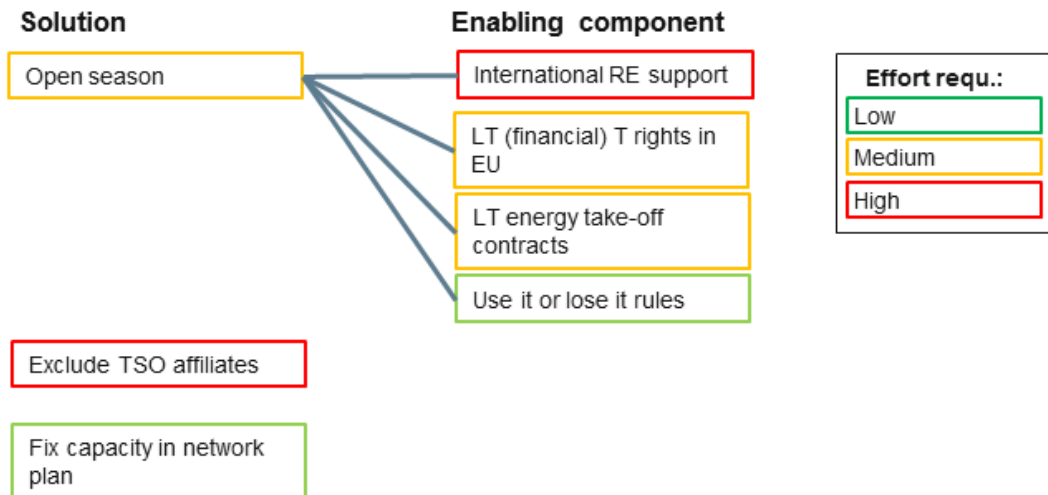 Solution
Enabling component
Open season
International RE support
LT (financial) T rights in
EU
LT energy take-off
contracts
Use it or lose it rules
Exclude TSO affiliates
Fix capacity in network
plan
Effort requ.:
Low
Medium
High